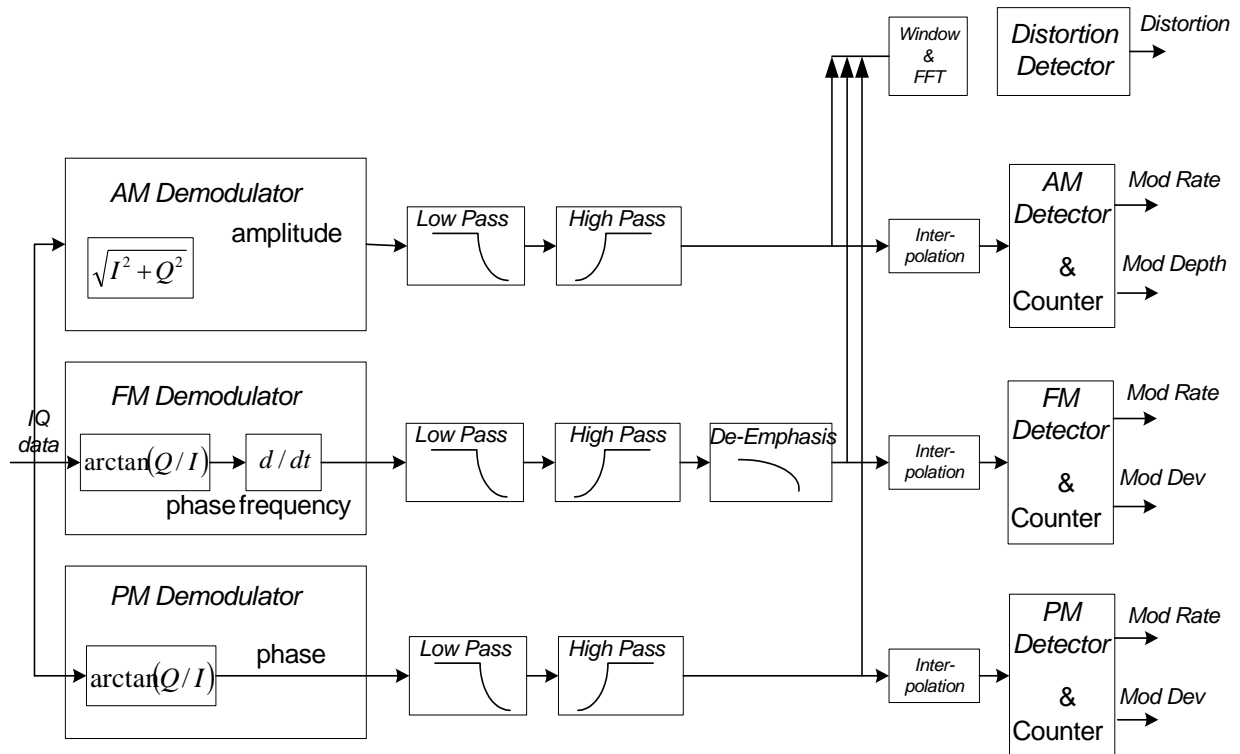 Window
&
FFT
Distortion
Detector
Distortion
AM Demodulator
amplitude
√I² + Q²
Low Pass
High Pass
Inter-
polation
AM
Detector
&
Counter
Mod Rate
Mod Depth
IQ
data
FM Demodulator
arctan(Q/I)
d/dt
phase frequency
Low Pass
High Pass
De-Emphasis
Inter-
polation
FM
Detector
&
Counter
Mod Rate
Mod Dev
PM Demodulator
arctan(Q/I)
phase
Low Pass
High Pass
Inter-
polation
PM
Detector
&
Counter
Mod Rate
Mod Dev